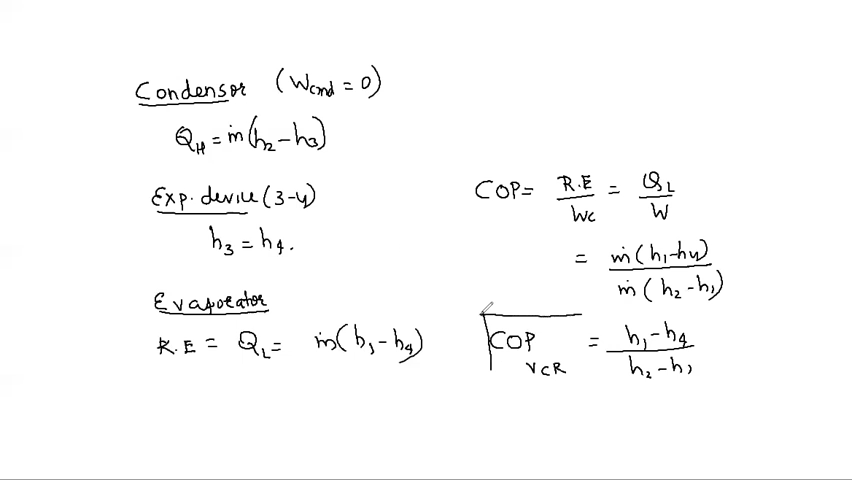 Condensor (Wcmd = 0)
QH = ṁ(h2 - h3)
Exp. device (3-4)
h3 = h4.
Evaporator
R.E = QL = ṁ(h1 - h4)
COP = R.E / Wc = QL / W
= ṁ(h1-h4) / ṁ(h2-h1)
COP VCR = h1-h4 / h2-h1